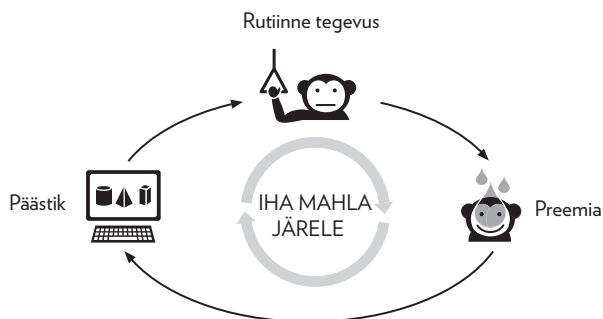 Rutiinne tegevus
Päästik
IHA MAHLA
JÄRELE
Preemia